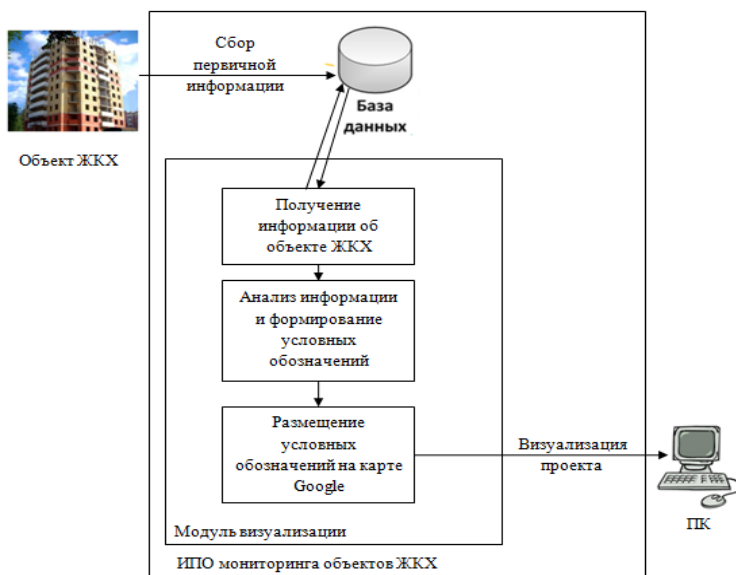 Сбор
первичной
информации
База
данных
Объект ЖКХ
Получение
информации об
объекте ЖКХ
Анализ информации
и формирование
условных
обозначений
Размещение
условных
обозначений на карте
Google
Визуализация
проекта
ПК
Модуль визуализации
ИПО мониторинга объектов ЖКХ